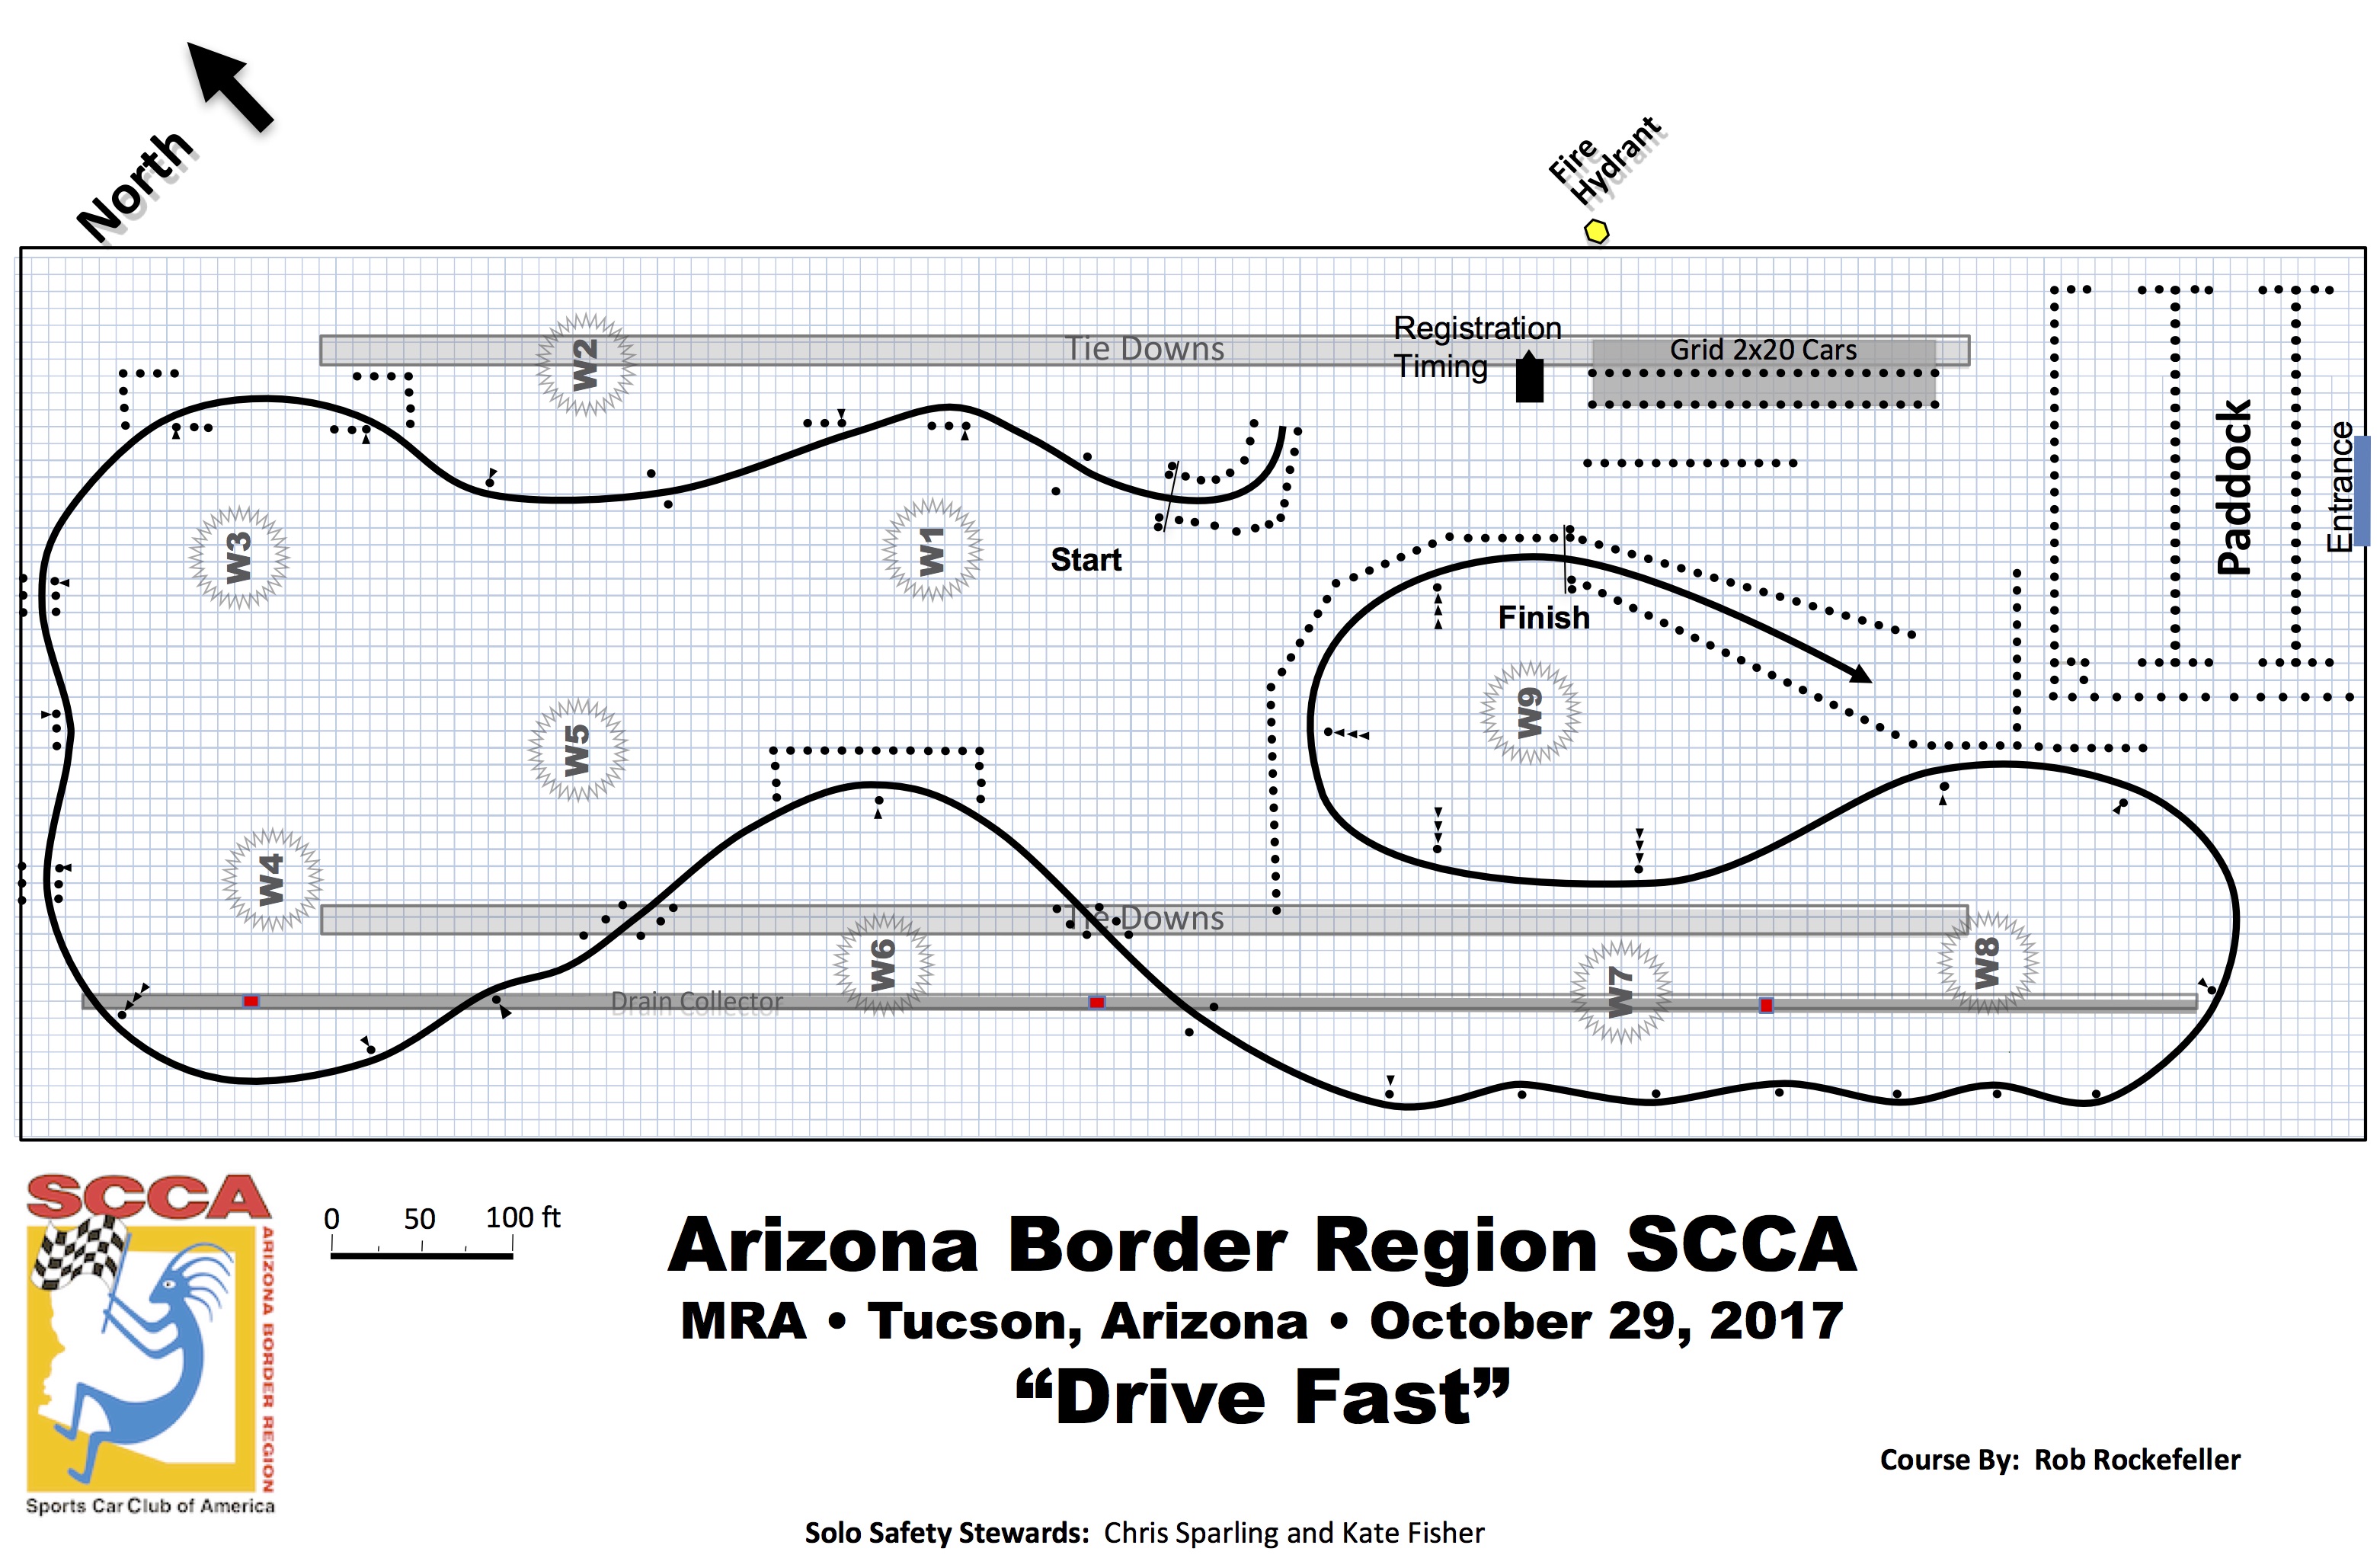 North
Fire
Hydrant
Registration
Timing
Tie Downs
Grid 2x20 Cars
W2
Paddock
Entrance
W3
W1
Start
Finish
W9
W5
W4
Tie Downs
W6
W7
W8
Drain Collector
SCCA
ARIZONA BORDER REGION
Sports Car Club of America
0 50 100 ft
Arizona Border Region SCCA
MRA • Tucson, Arizona • October 29, 2017
“Drive Fast”
Course By: Rob Rockefeller
Solo Safety Stewards: Chris Sparling and Kate Fisher